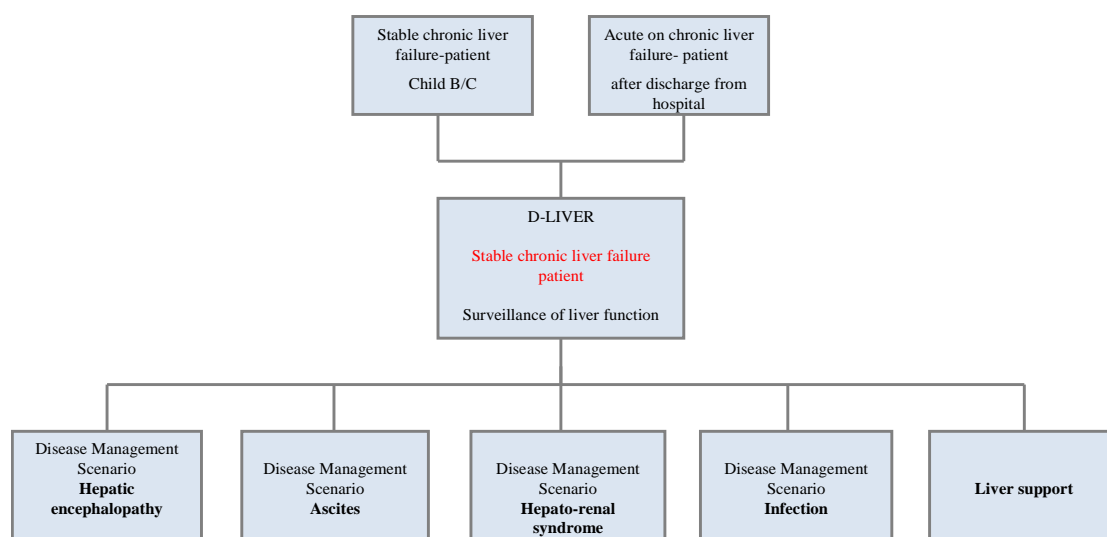 Stable chronic liver
failure-patient
Child B/C
Acute on chronic liver
failure- patient
after discharge from
hospital
D-LIVER
Stable chronic liver failure
patient
Surveillance of liver function
Disease Management
Scenario
Hepatic
encephalopathy
Disease Management
Scenario
Ascites
Disease Management
Scenario
Hepato-renal
syndrome
Disease Management
Scenario
Infection
Liver support